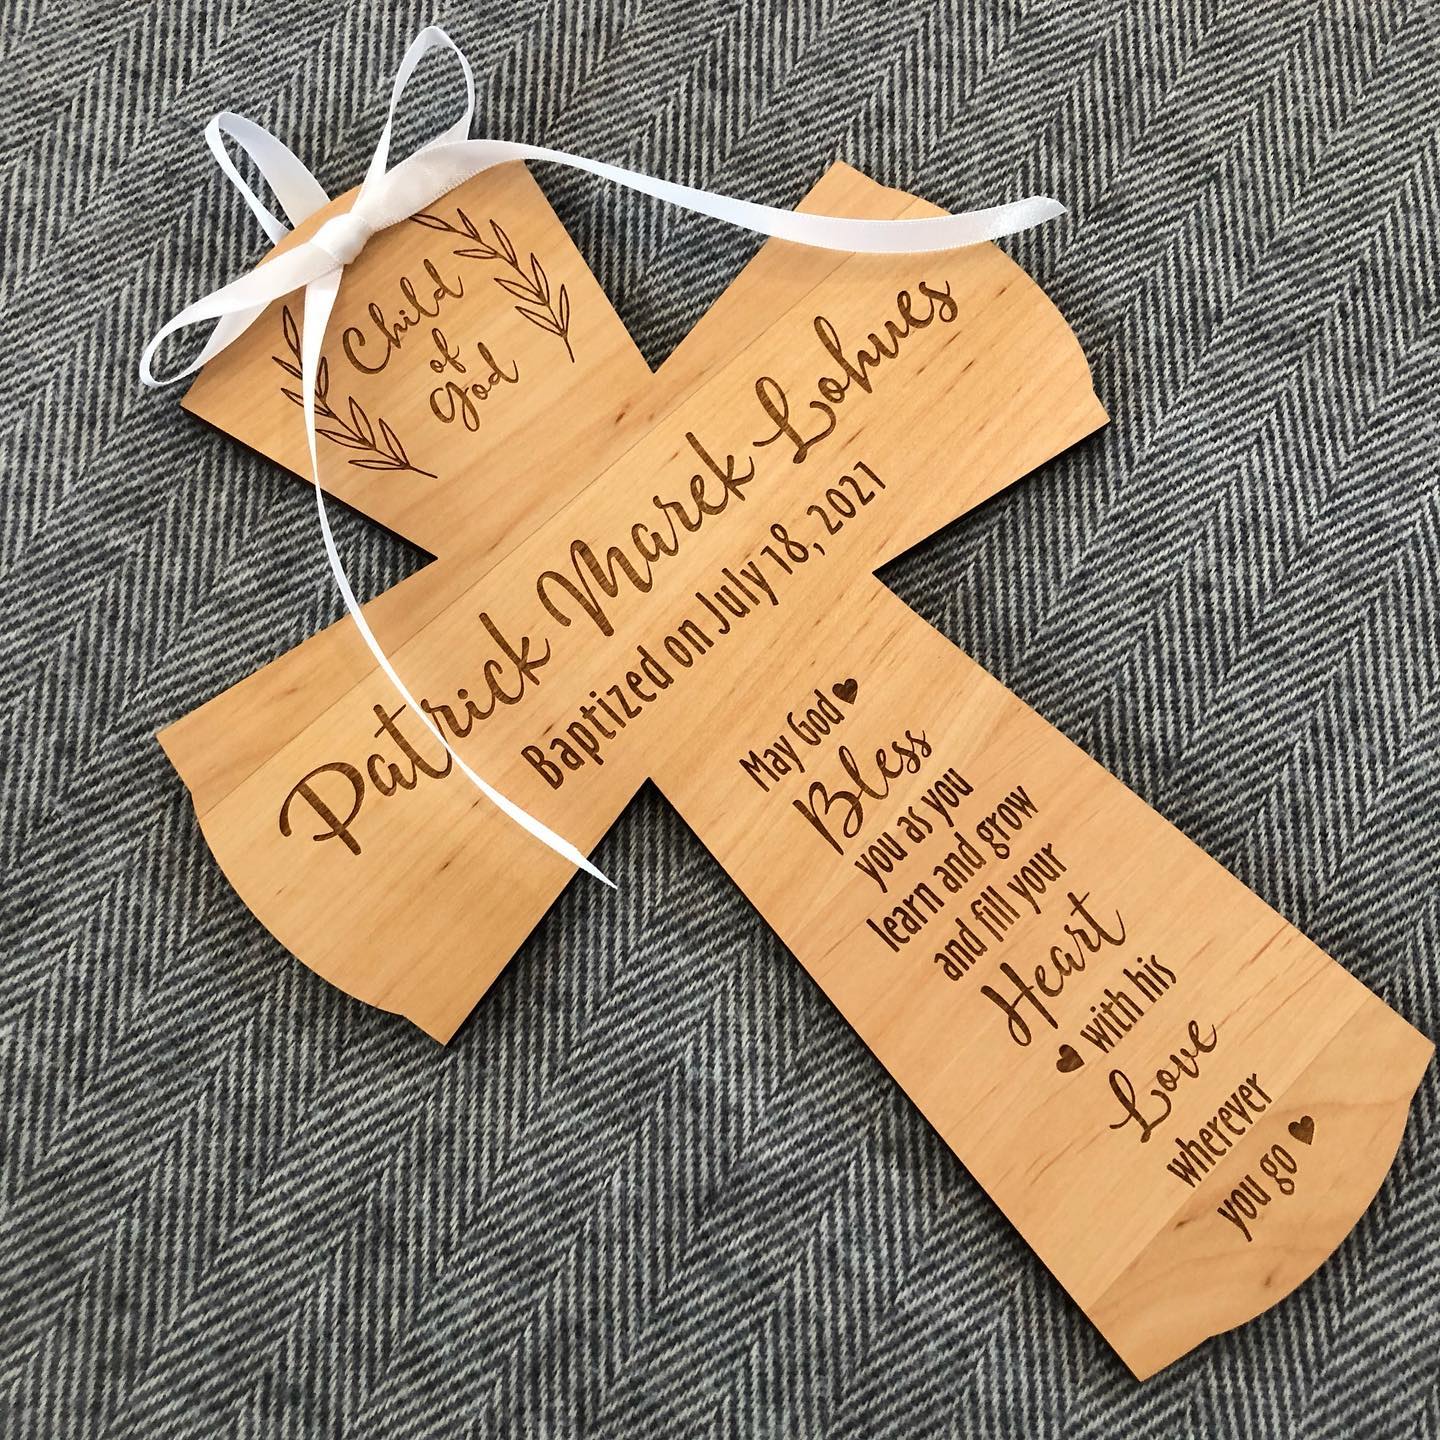 Child
of
God
Patrick Marek Lohues
Baptized on July 18, 2021
May God
Bless
you as you
learn and grow
and fill your
Heart
with his
Love
wherever
you go